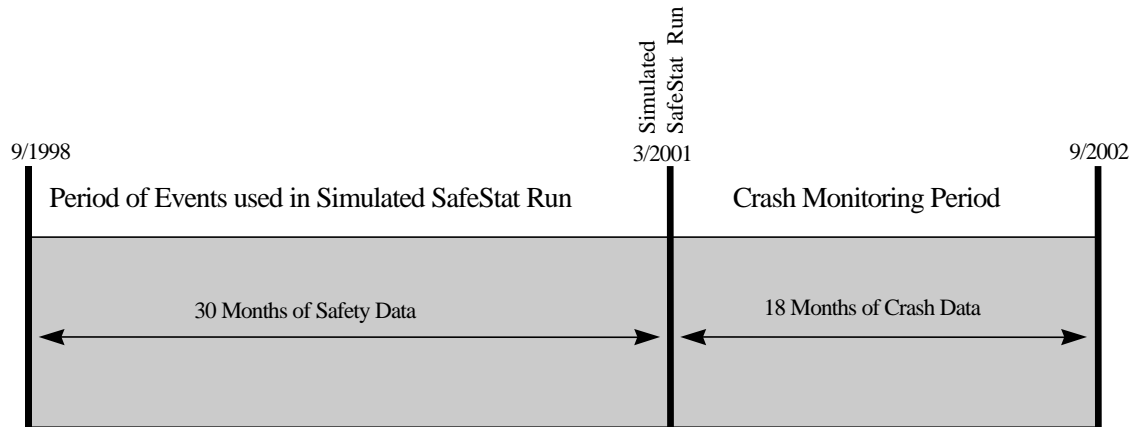 Simulated
SafeStat Run
9/1998
3/2001
9/2002
Period of Events used in Simulated SafeStat Run
Crash Monitoring Period
30 Months of Safety Data
18 Months of Crash Data